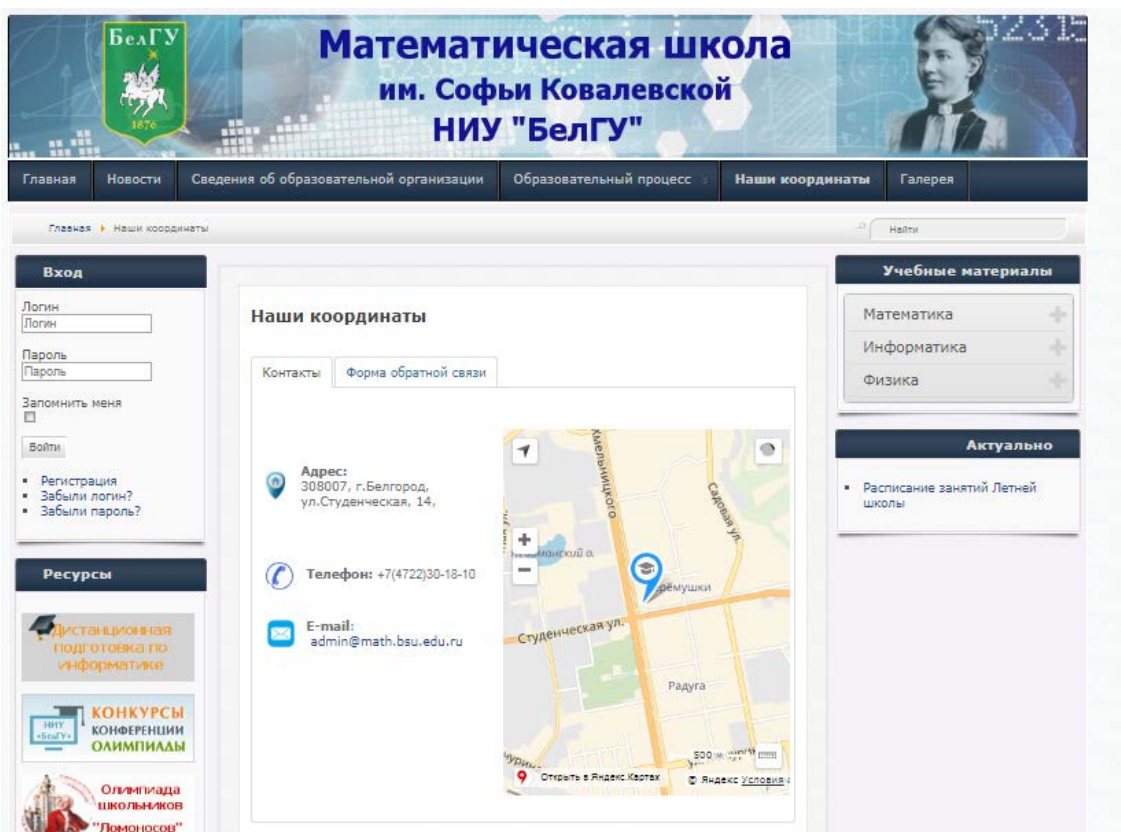 БелГУ
1876
Математическая школа
им. Софьи Ковалевской
НИУ "БелГУ"
52315
Главная
Новости
Сведения об образовательной организации
Образовательный процесс
Наши координаты
Галерея
Главная
Наши координаты
Найти
Вход
Логин
Логин
Пароль
Пароль
Запомнить меня
Войти
Регистрация
Забыли логин?
Забыли пароль?
Ресурсы
Дистанционная
подготовка по
информатике
НИУ
«БелГУ»
КОНКУРСЫ
КОНФЕРЕНЦИИ
ОЛИМПИАДЫ
Олимпиада
школьников
"Ломоносов"
Наши координаты
Контакты
Форма обратной связи
Адрес:
308007, г.Белгород,
ул.Студенческая, 14,
Телефон: +7(4722)30-18-10
E-mail:
admin@math.bsu.edu.ru
Хмельницкого
Садовая ул.
Студенческая ул.
Радуга
500 м
Открыть в Яндекс.Картах
© Яндекс Условия
Учебные материалы
Математика
Информатика
Физика
Актуально
Расписание занятий Летней
школы